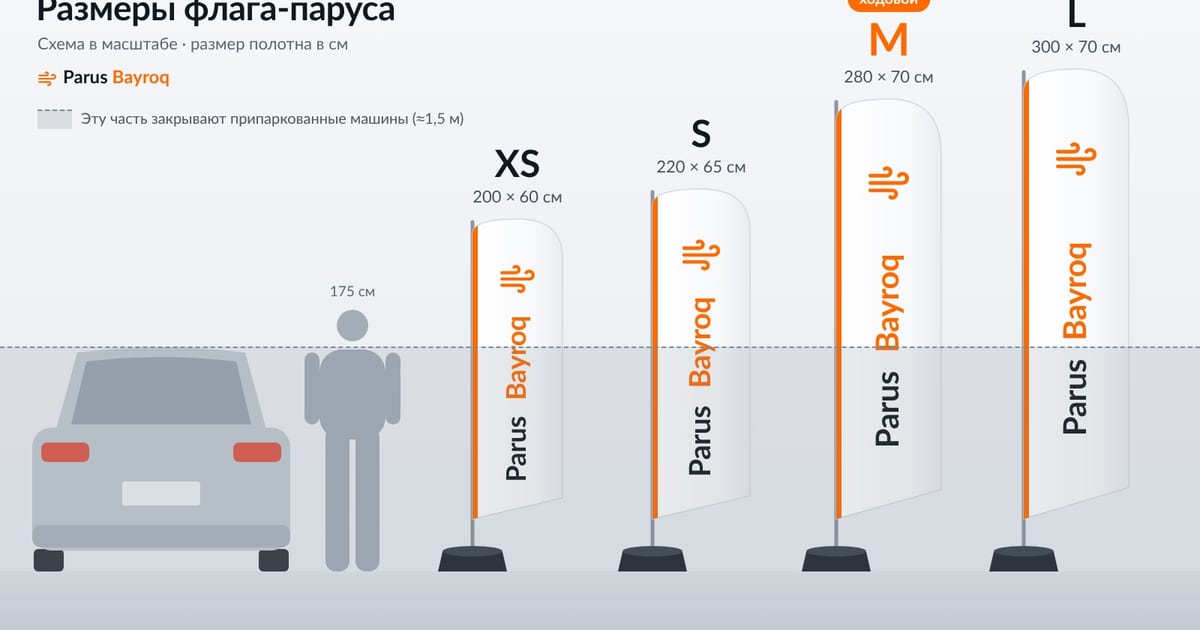 Размеры флага-паруса
Схема в масштабе · размер полотна в см
Parus Bayroq
Эту часть закрывают припаркованные машины (≈1,5 м)
175 см
XS
200 × 60 см
Parus Bayroq
S
220 × 65 см
Parus Bayroq
ХОДОВОЙ
M
280 × 70 см
Parus Bayroq
L
300 × 70 см
Parus Bayroq